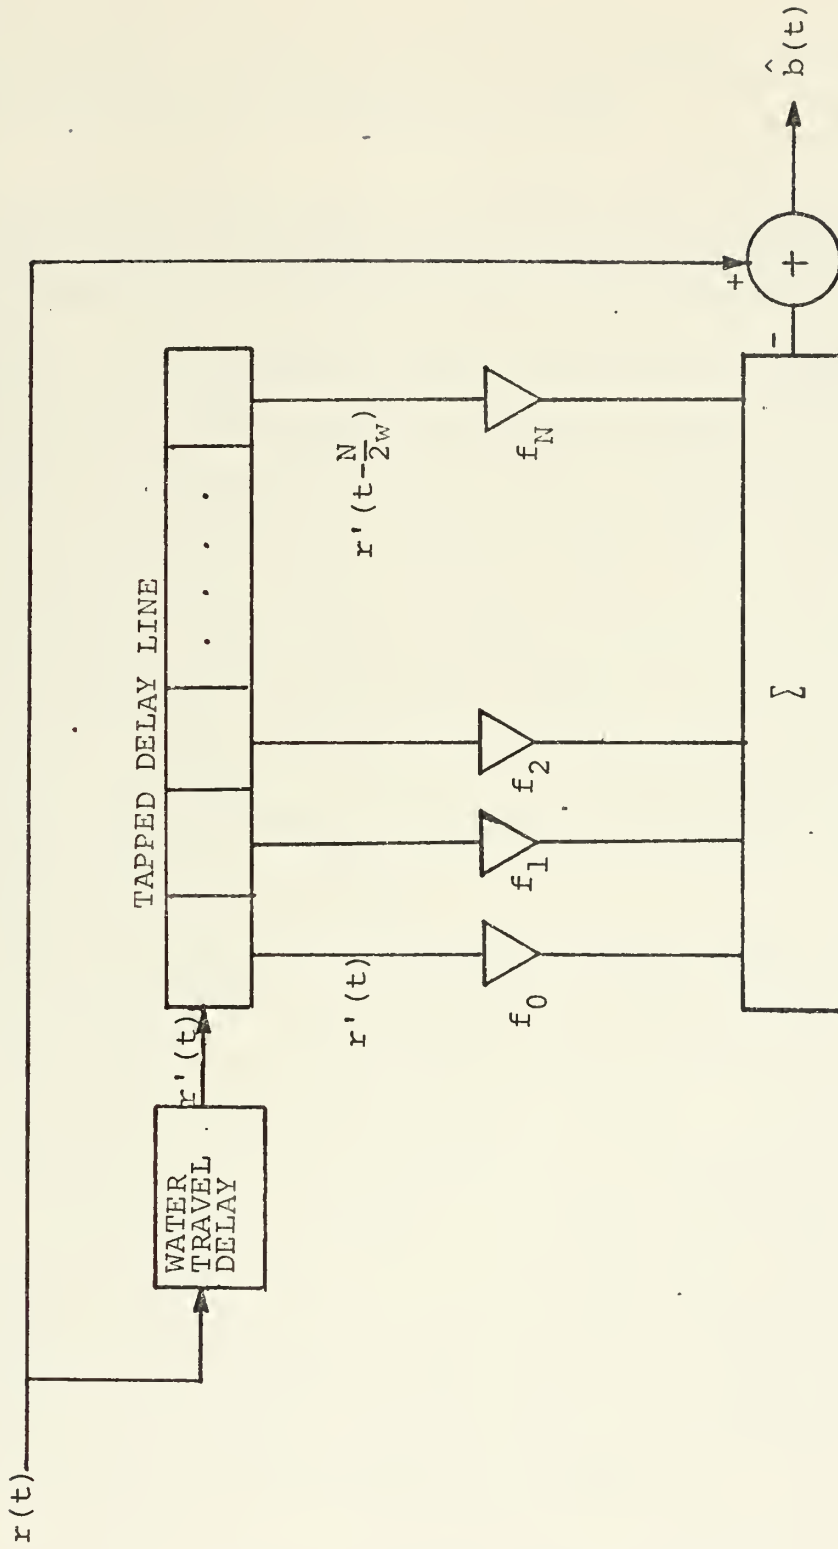 r(t)
WATER
TRAVEL
DELAY
r'(t)
TAPPED DELAY LINE
. . . .
r'(t)
r'(t-N/2W)
f0
f1
f2
fN
Σ
-
+
+
b̂(t)